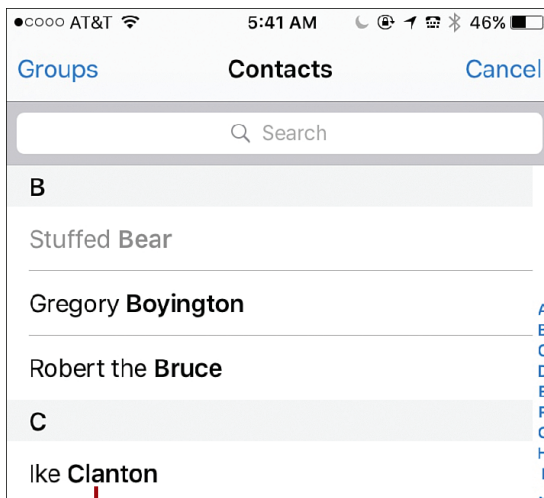 AT&T 5:41 AM 46%
Groups Contacts Cancel
Search
B
Stuffed Bear
Gregory Boyington
Robert the Bruce
C
Ike Clanton